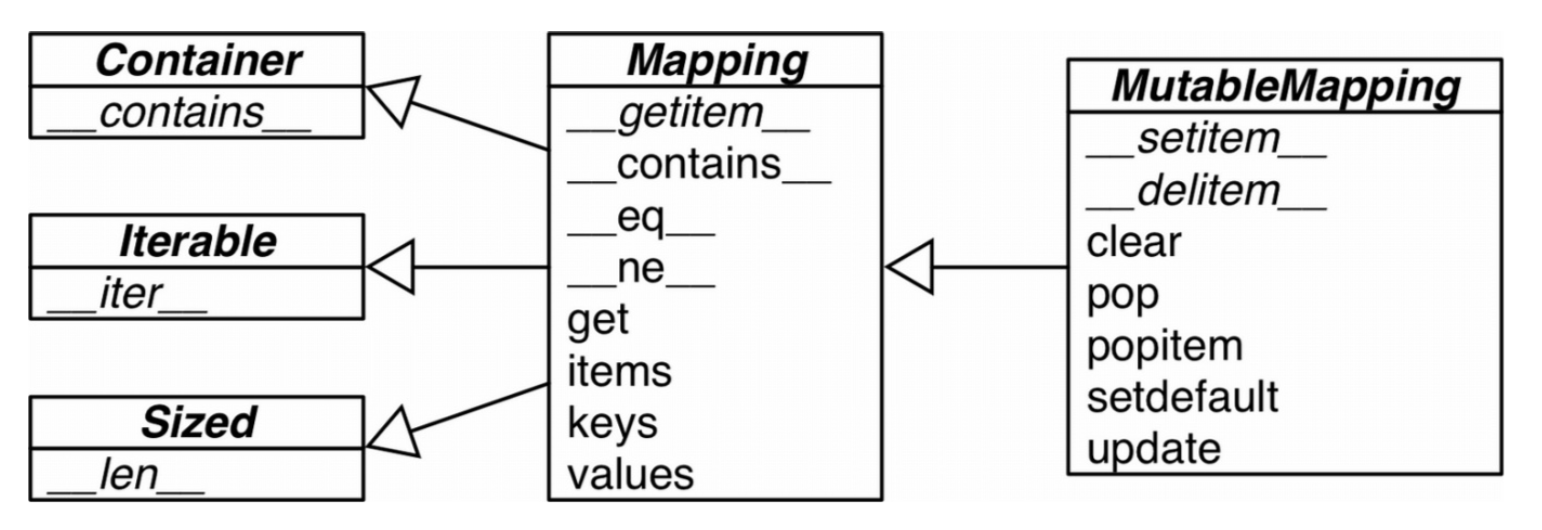 Container
__contains__
Iterable
__iter__
Sized
__len__
Mapping
__getitem__
__contains__
__eq__
__ne__
get
items
keys
values
MutableMapping
__setitem__
__delitem__
clear
pop
popitem
setdefault
update